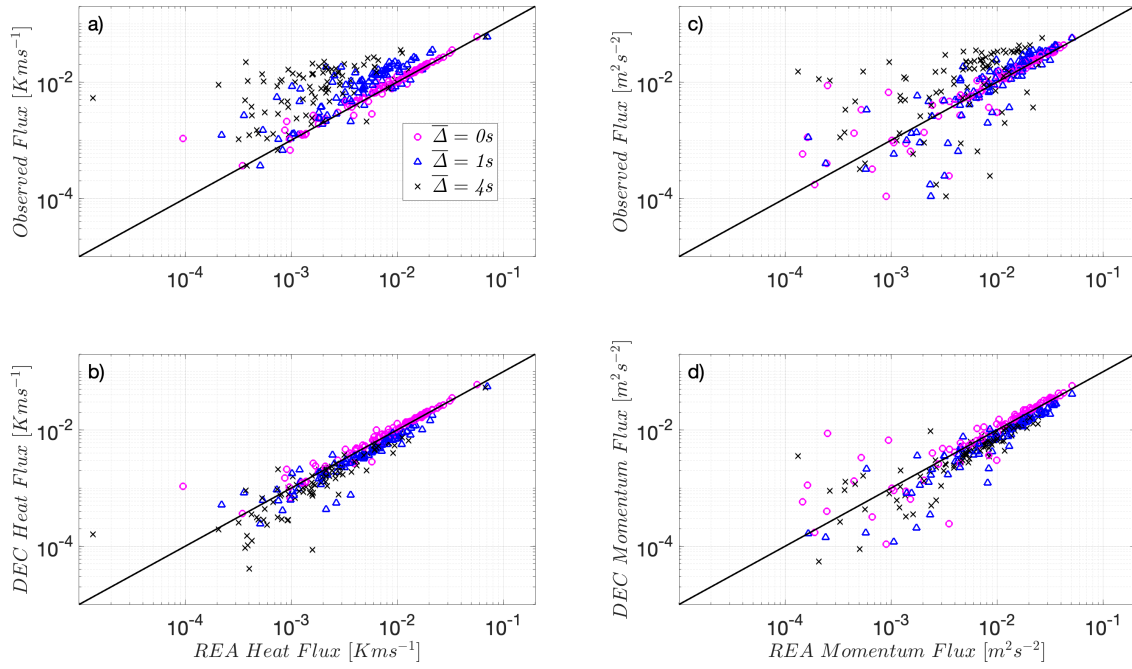 a)
Observed Flux [Kms⁻¹]
10⁻²
10⁻⁴
10⁻⁴
10⁻³
10⁻²
10⁻¹
Δ̅ = 0s
Δ̅ = 1s
Δ̅ = 4s
c)
Observed Flux [m²s⁻²]
10⁻²
10⁻⁴
10⁻⁴
10⁻³
10⁻²
10⁻¹
b)
DEC Heat Flux [Kms⁻¹]
10⁻²
10⁻⁴
10⁻⁴
10⁻³
10⁻²
10⁻¹
REA Heat Flux [Kms⁻¹]
d)
DEC Momentum Flux [m²s⁻²]
10⁻²
10⁻⁴
10⁻⁴
10⁻³
10⁻²
10⁻¹
REA Momentum Flux [m²s⁻²]